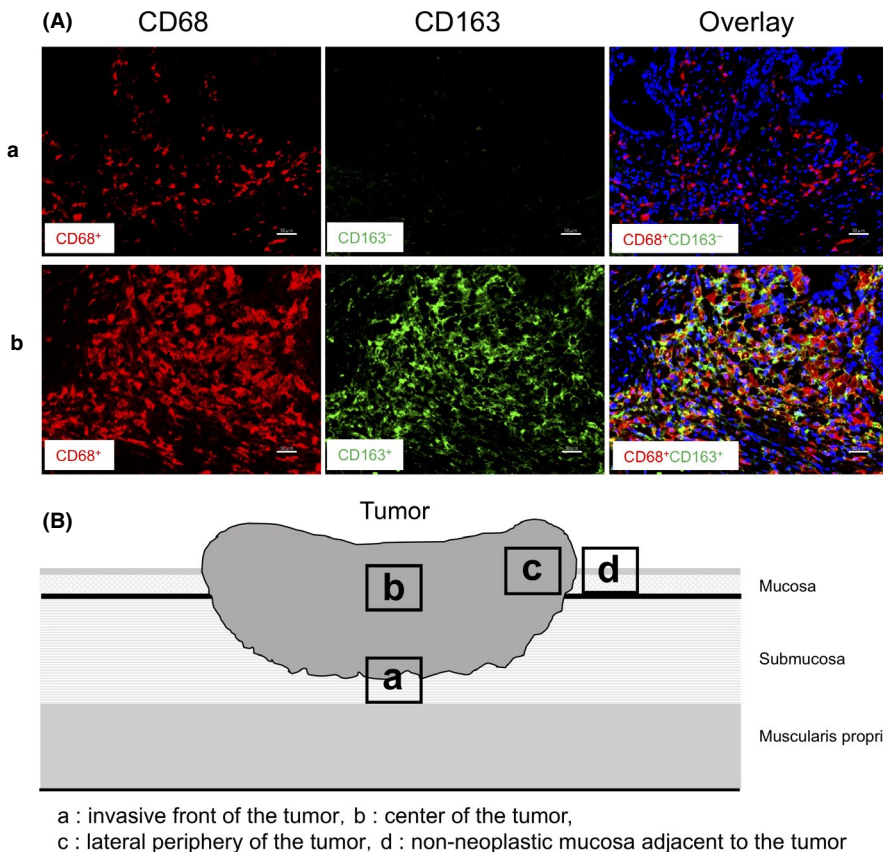 (A) CD68 CD163 Overlay
a
CD68⁺ CD163⁻ CD68⁺CD163⁻
b
CD68⁺ CD163⁺ CD68⁺CD163⁺
(B)
Tumor
b c d
Mucosa
Submucosa
a
Muscularis propri
a : invasive front of the tumor, b : center of the tumor,
c : lateral periphery of the tumor, d : non-neoplastic mucosa adjacent to the tumor